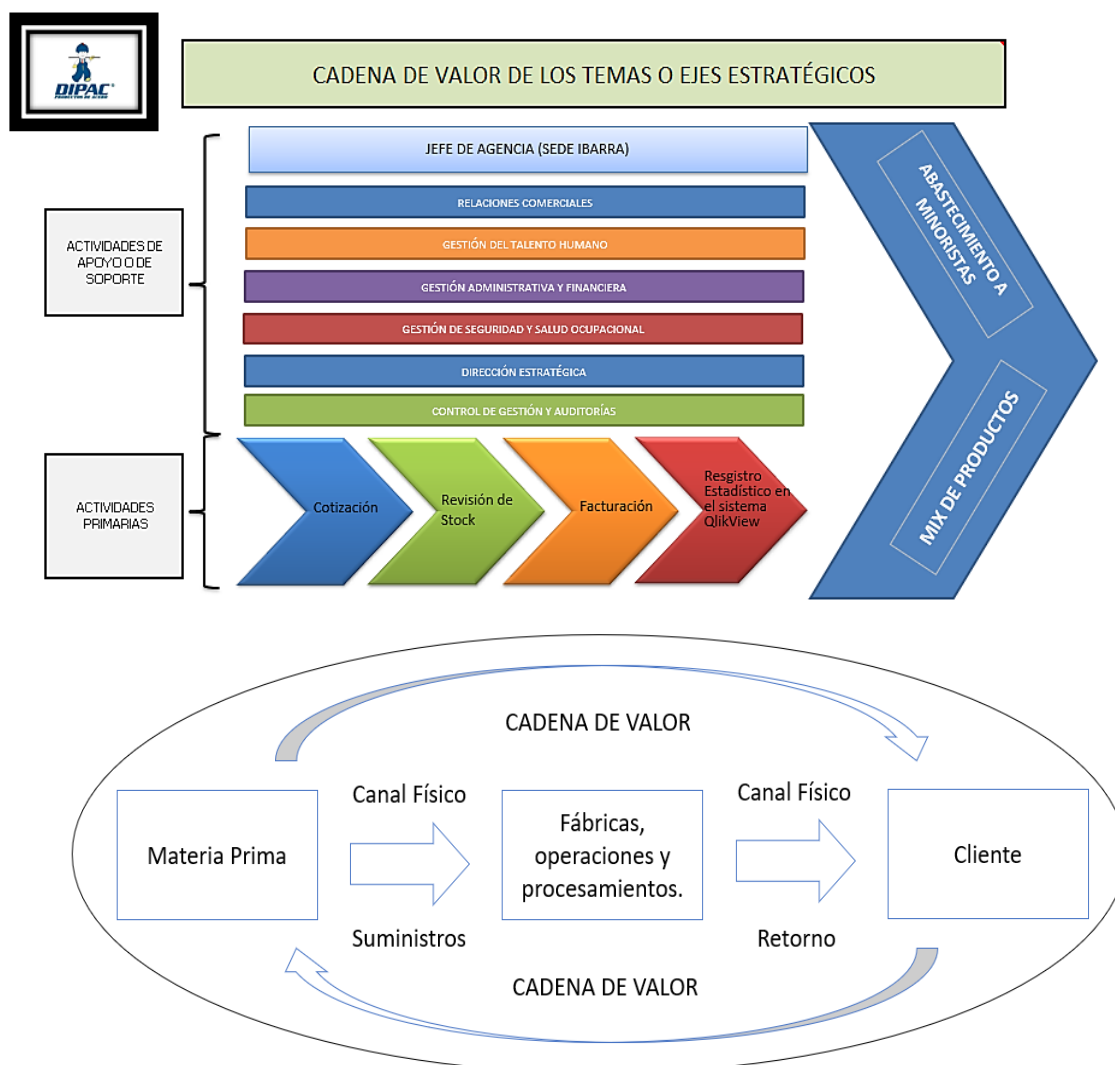 DIPAC
PRODUCTOS DE ACERO
CADENA DE VALOR DE LOS TEMAS O EJES ESTRATÉGICOS
ACTIVIDADES DE
APOYO O DE
SOPORTE
JEFE DE AGENCIA (SEDE IBARRA)
RELACIONES COMERCIALES
GESTIÓN DEL TALENTO HUMANO
GESTIÓN ADMINISTRATIVA Y FINANCIERA
GESTIÓN DE SEGURIDAD Y SALUD OCUPACIONAL
DIRECCIÓN ESTRATÉGICA
CONTROL DE GESTIÓN Y AUDITORÍAS
ABASTECIMIENTO A
MINORISTAS
MIX DE PRODUCTOS
ACTIVIDADES
PRIMARIAS
Cotización
Revisión de
Stock
Facturación
Resgistro
Estadístico en
el sistema
QlikView
CADENA DE VALOR
Materia Prima
Canal Físico
Suministros
Fábricas,
operaciones y
procesamientos.
Canal Físico
Retorno
Cliente
CADENA DE VALOR